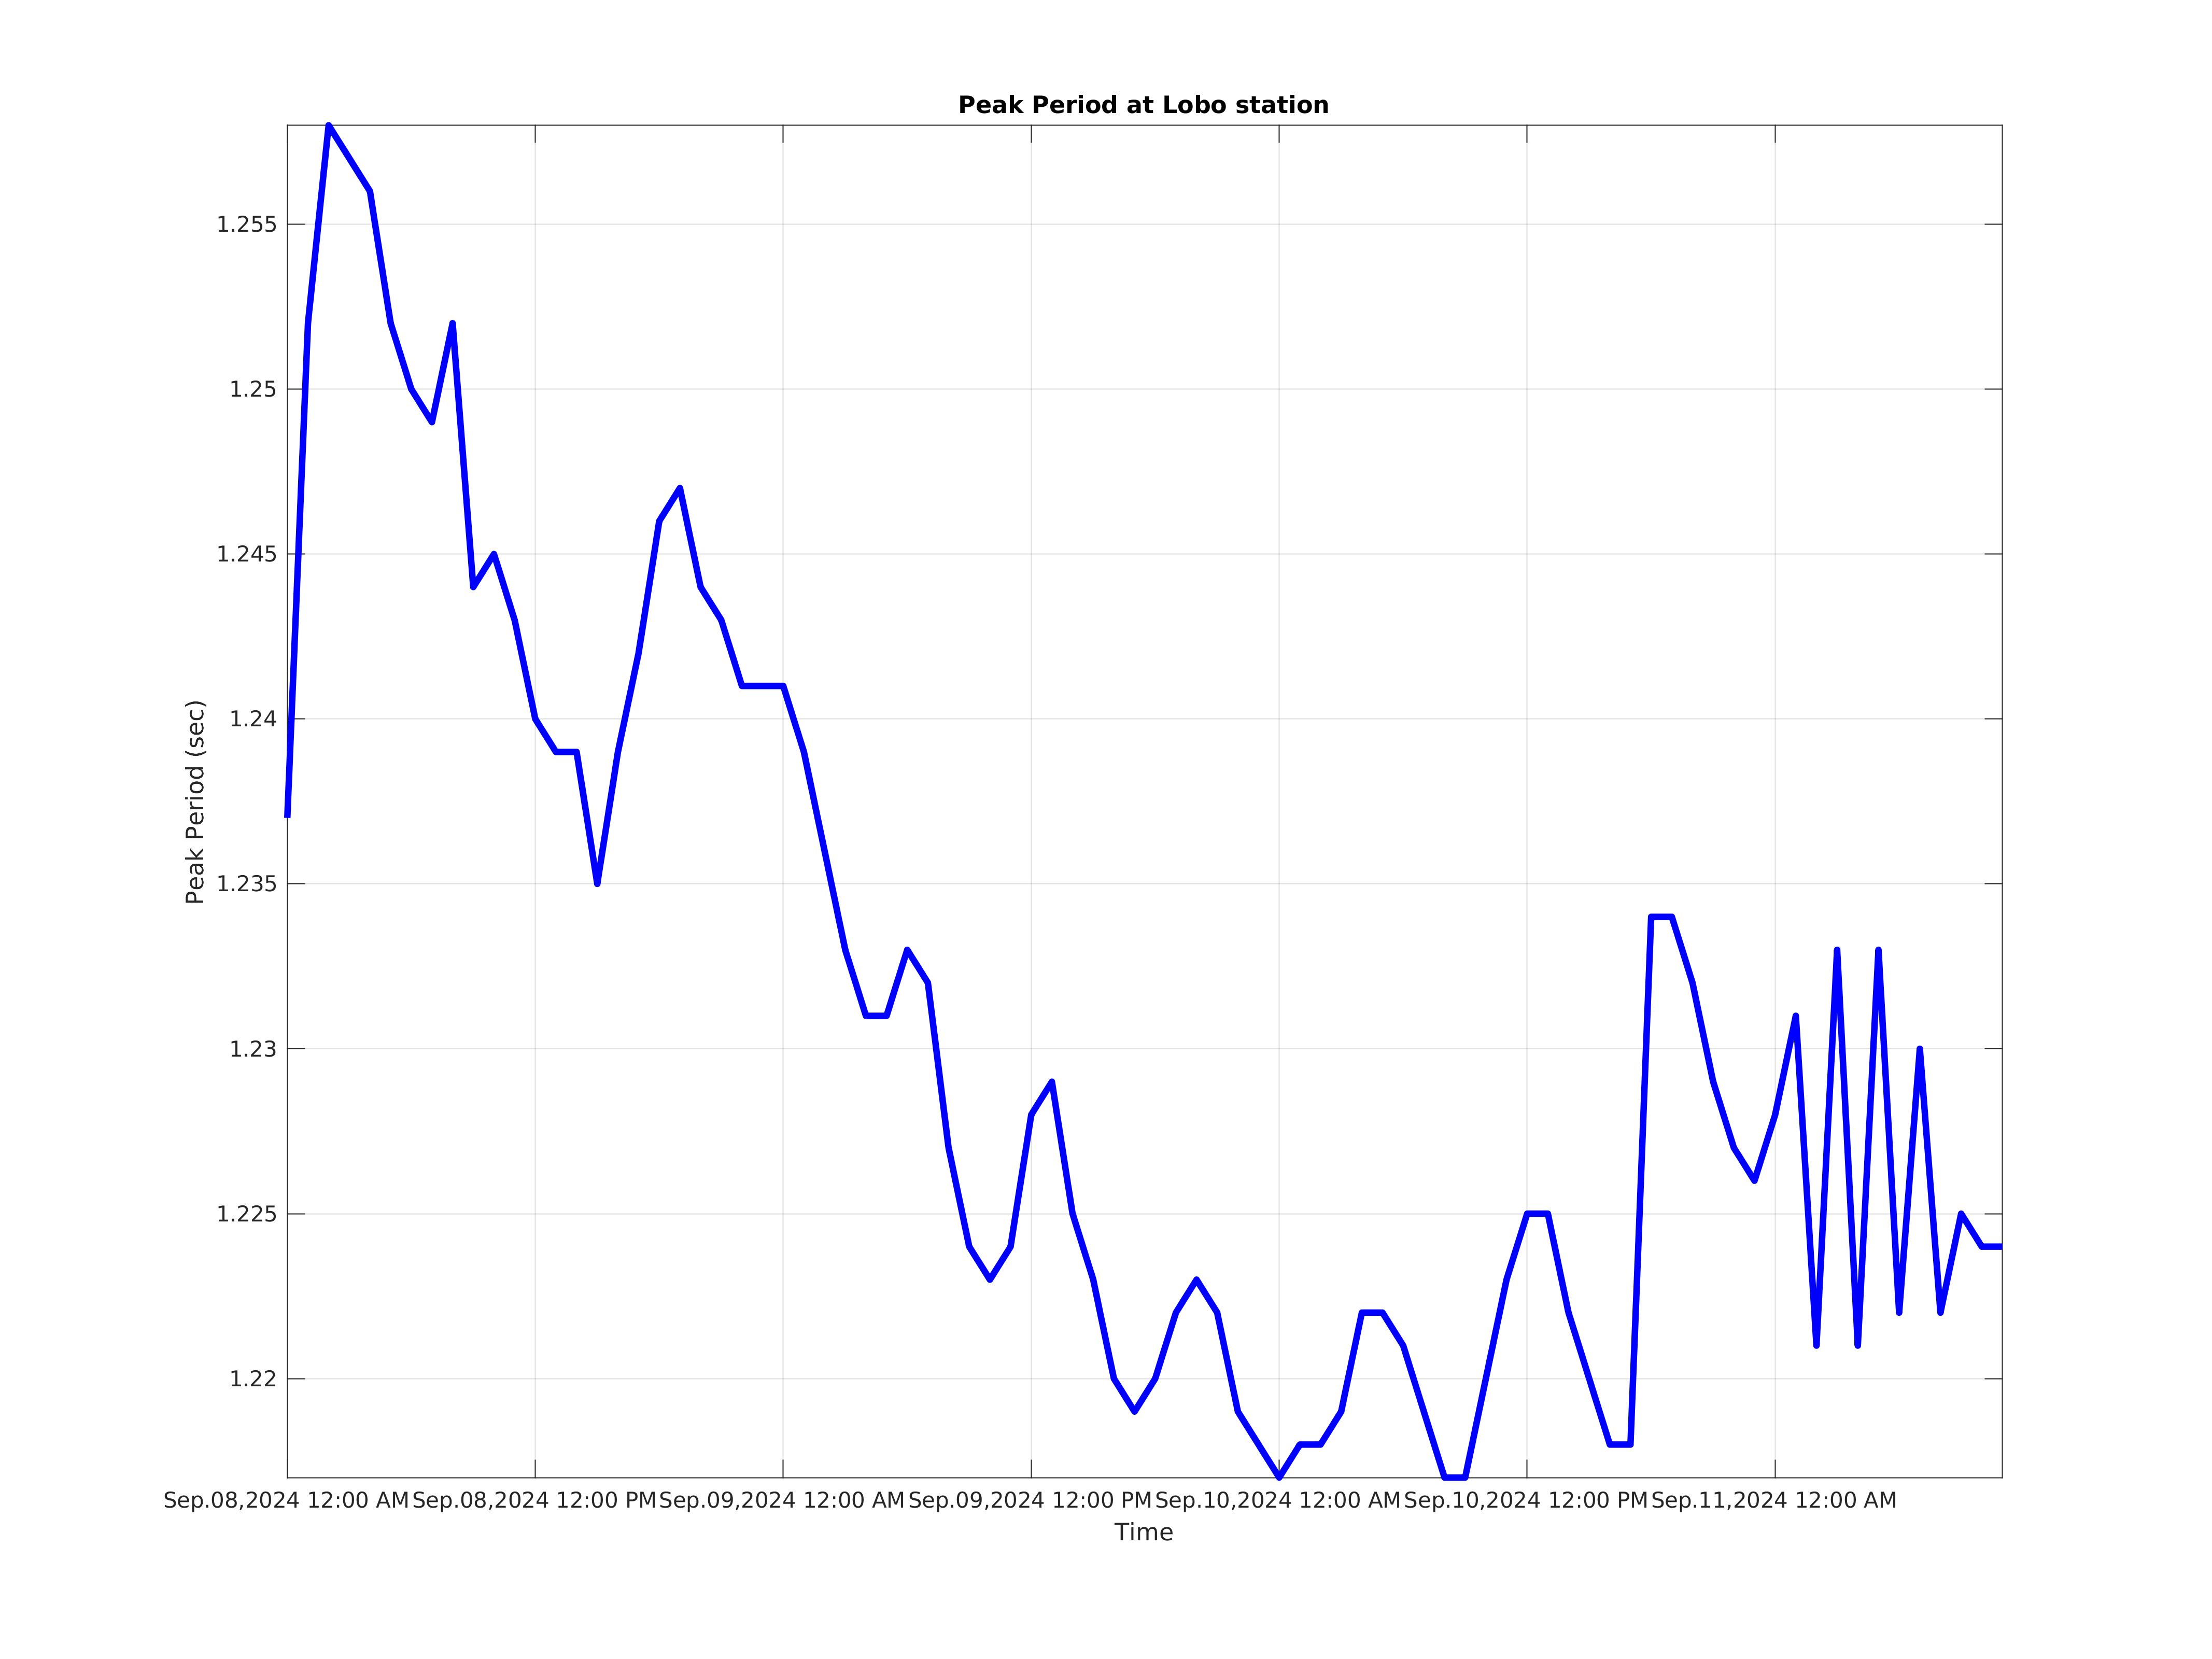 Peak Period at Lobo station
Peak Period (sec)
1.255
1.25
1.245
1.24
1.235
1.23
1.225
1.22
Sep.08,2024 12:00 AM Sep.08,2024 12:00 PM Sep.09,2024 12:00 AM Sep.09,2024 12:00 PM Sep.10,2024 12:00 AM Sep.10,2024 12:00 PM Sep.11,2024 12:00 AM
Time